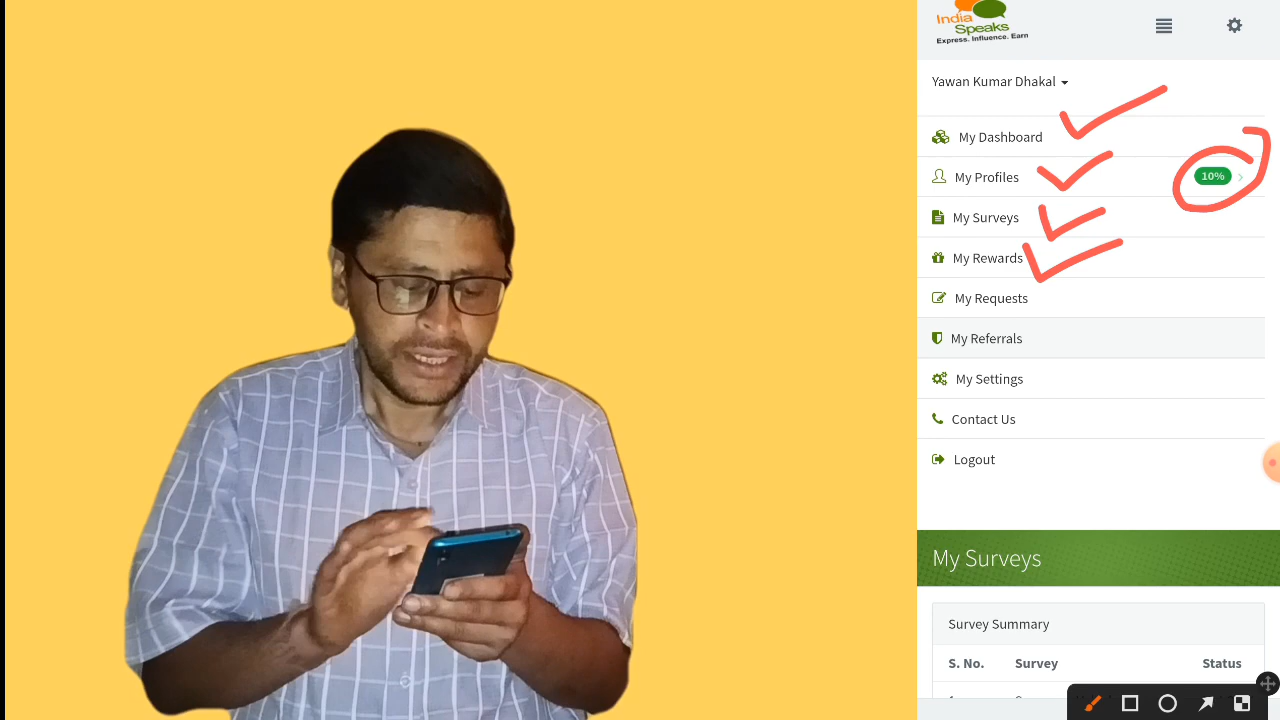 India
Speaks
Express. Influence. Earn
Yawan Kumar Dhakal
My Dashboard
My Profiles
10%
My Surveys
My Rewards
My Requests
My Referrals
My Settings
Contact Us
Logout
My Surveys
Survey Summary
S. No. Survey Status